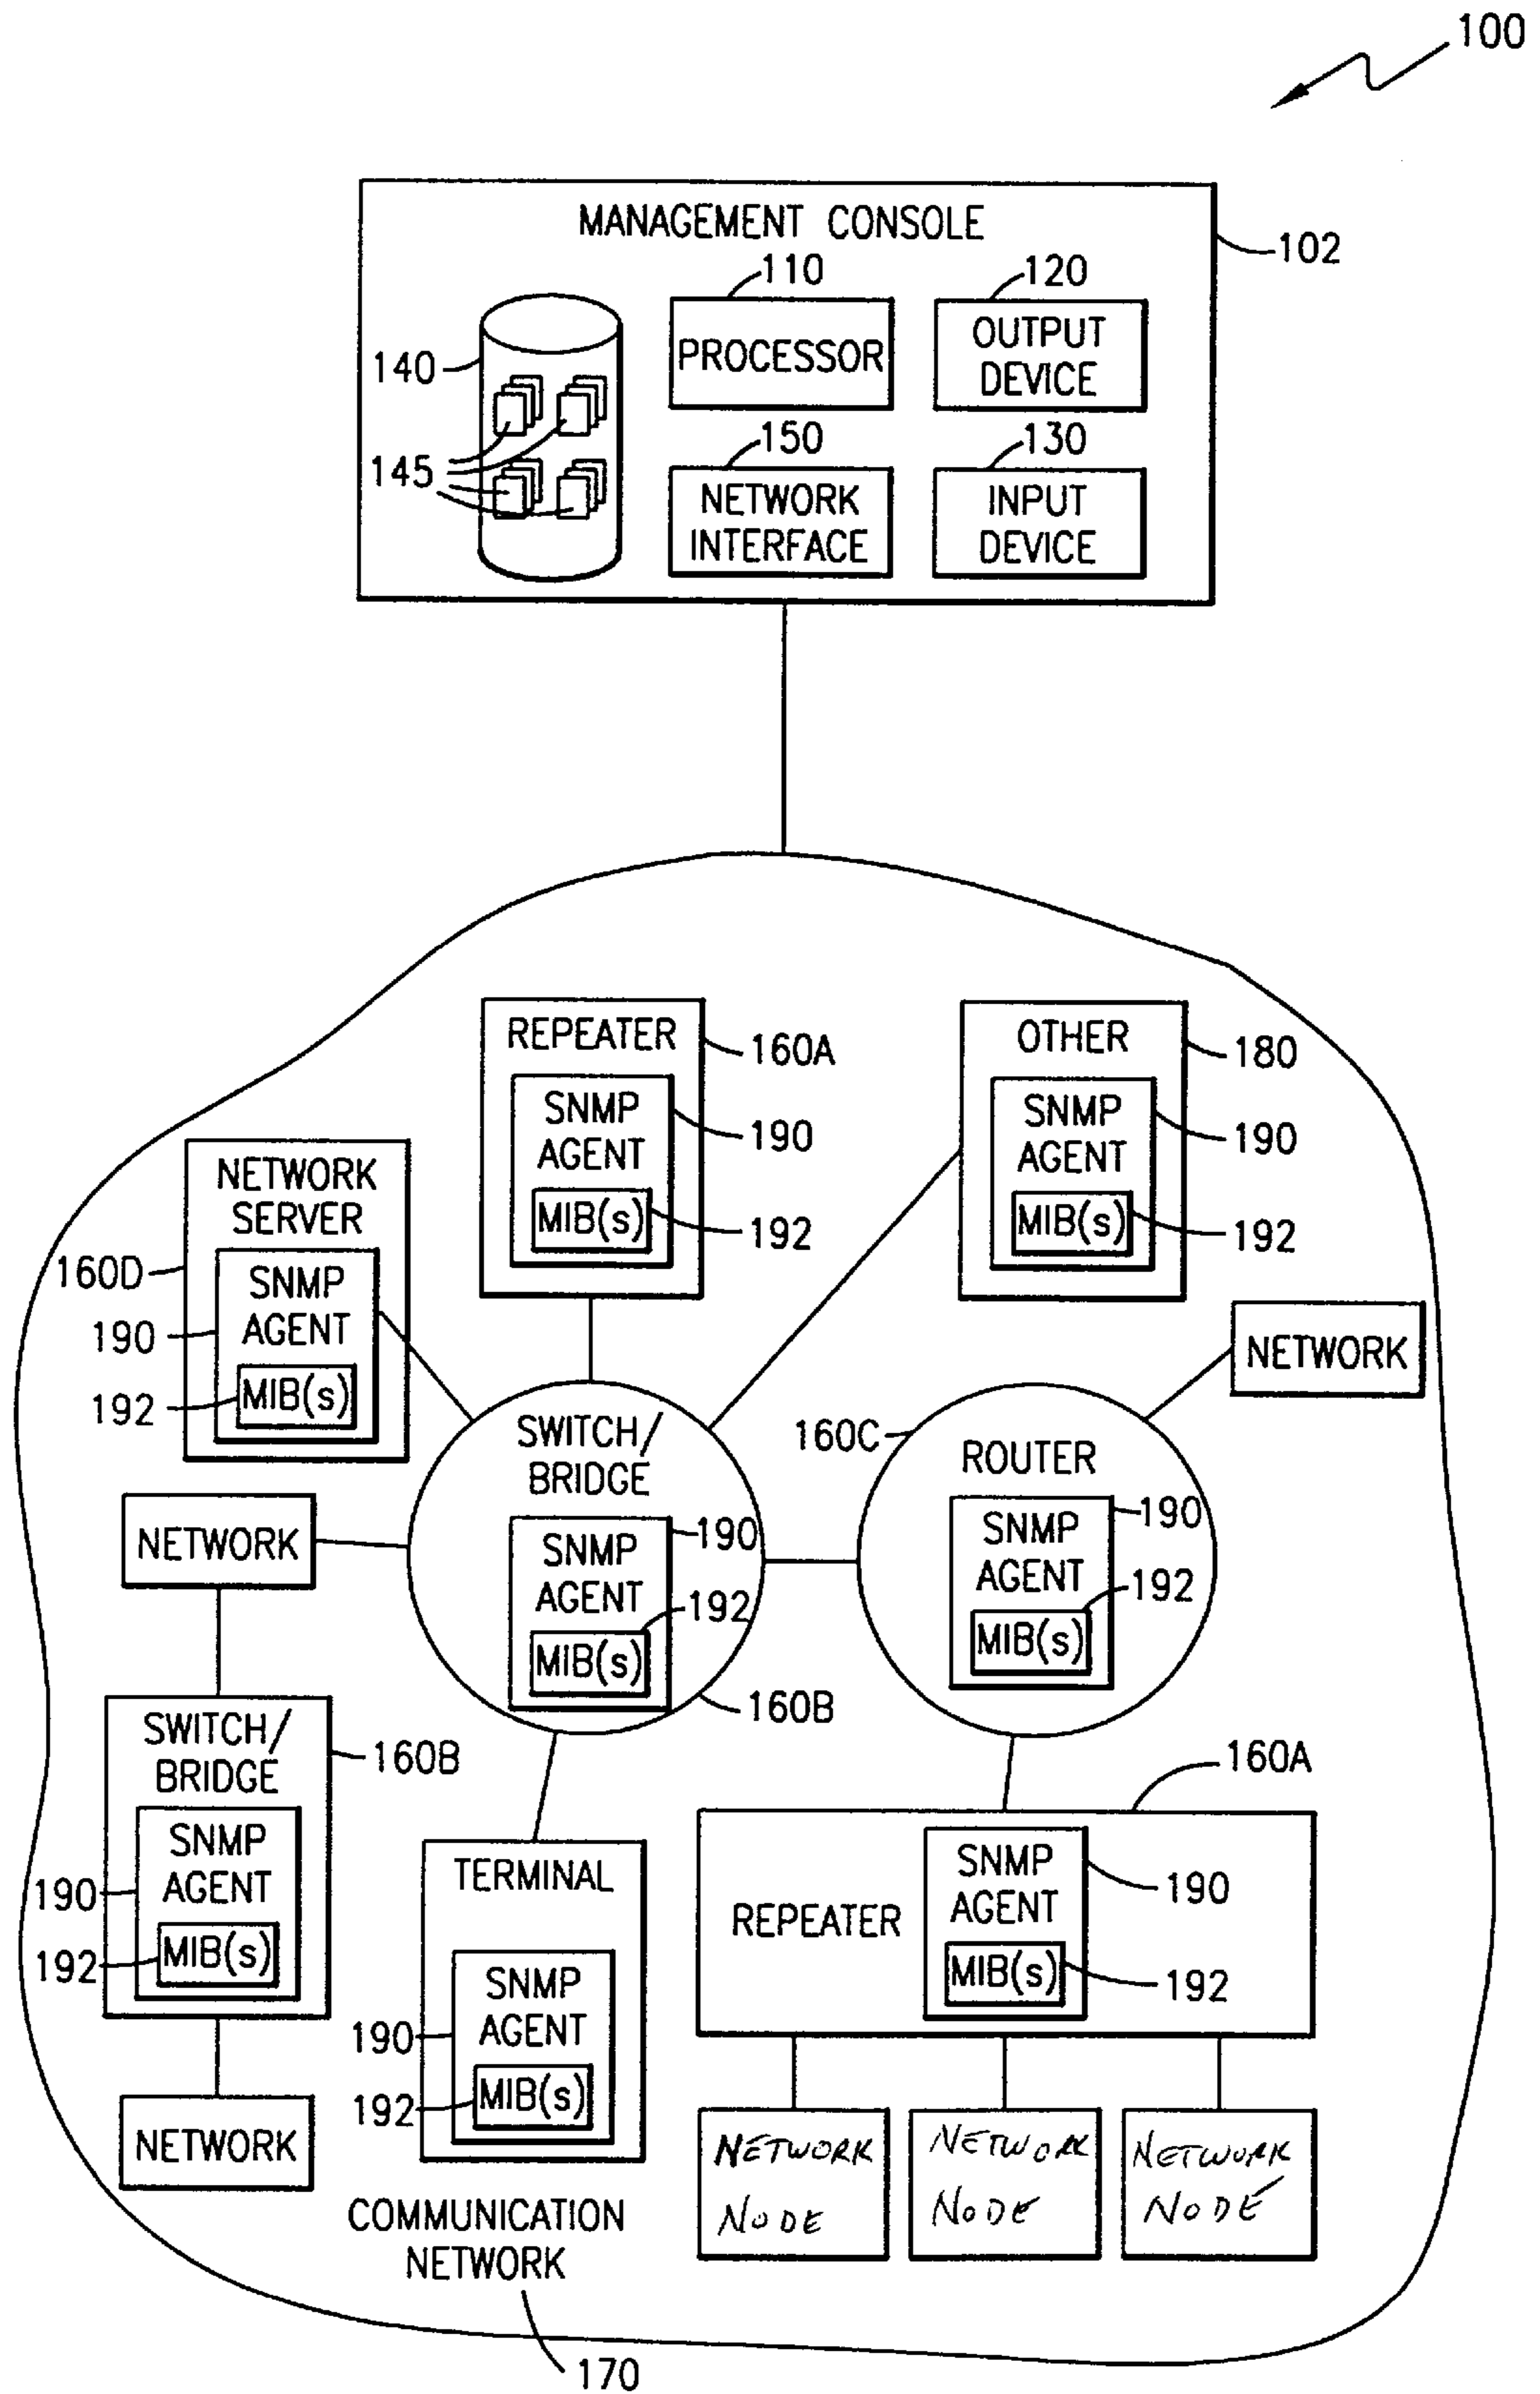 100
MANAGEMENT CONSOLE
102
110
120
140
PROCESSOR
OUTPUT
DEVICE
145
150
130
NETWORK
INTERFACE
INPUT
DEVICE
REPEATER
160A
SNMP
AGENT
190
MIB(s)
192
OTHER
180
SNMP
AGENT
190
MIB(s)
192
NETWORK
SERVER
160D
SNMP
AGENT
190
MIB(s)
192
NETWORK
SWITCH/
BRIDGE
190
SNMP
AGENT
192
MIB(s)
160B
160C
ROUTER
190
SNMP
AGENT
192
MIB(s)
NETWORK
SWITCH/
BRIDGE
160B
SNMP
AGENT
190
MIB(s)
192
NETWORK
TERMINAL
SNMP
AGENT
190
MIB(s)
192
160A
REPEATER
SNMP
AGENT
190
MIB(s)
192
NETWORK
NODE
NETWORK
NODE
NETWORK
NODE
COMMUNICATION
NETWORK
170